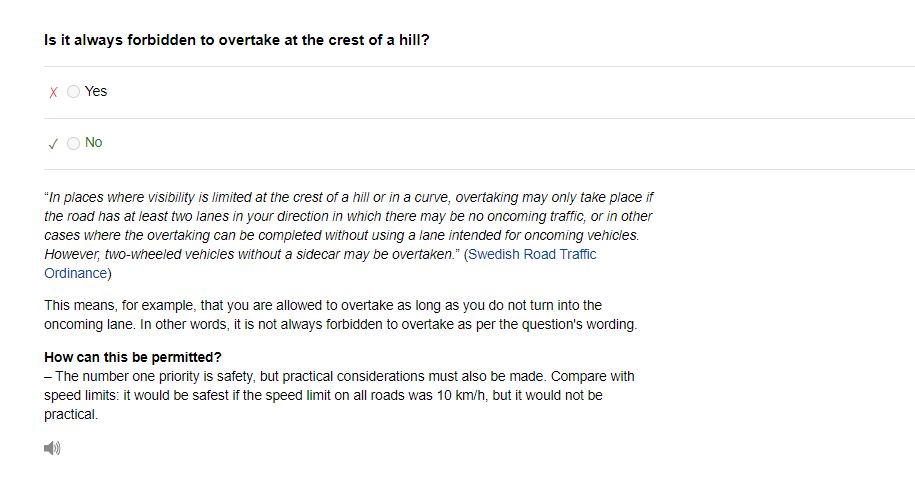 Is it always forbidden to overtake at the crest of a hill?
✗ Yes
✓ No
“In places where visibility is limited at the crest of a hill or in a curve, overtaking may only take place if
the road has at least two lanes in your direction in which there may be no oncoming traffic, or in other
cases where the overtaking can be completed without using a lane intended for oncoming vehicles.
However, two-wheeled vehicles without a sidecar may be overtaken.” (Swedish Road Traffic
Ordinance)
This means, for example, that you are allowed to overtake as long as you do not turn into the
oncoming lane. In other words, it is not always forbidden to overtake as per the question's wording.
How can this be permitted?
– The number one priority is safety, but practical considerations must also be made. Compare with
speed limits: it would be safest if the speed limit on all roads was 10 km/h, but it would not be
practical.